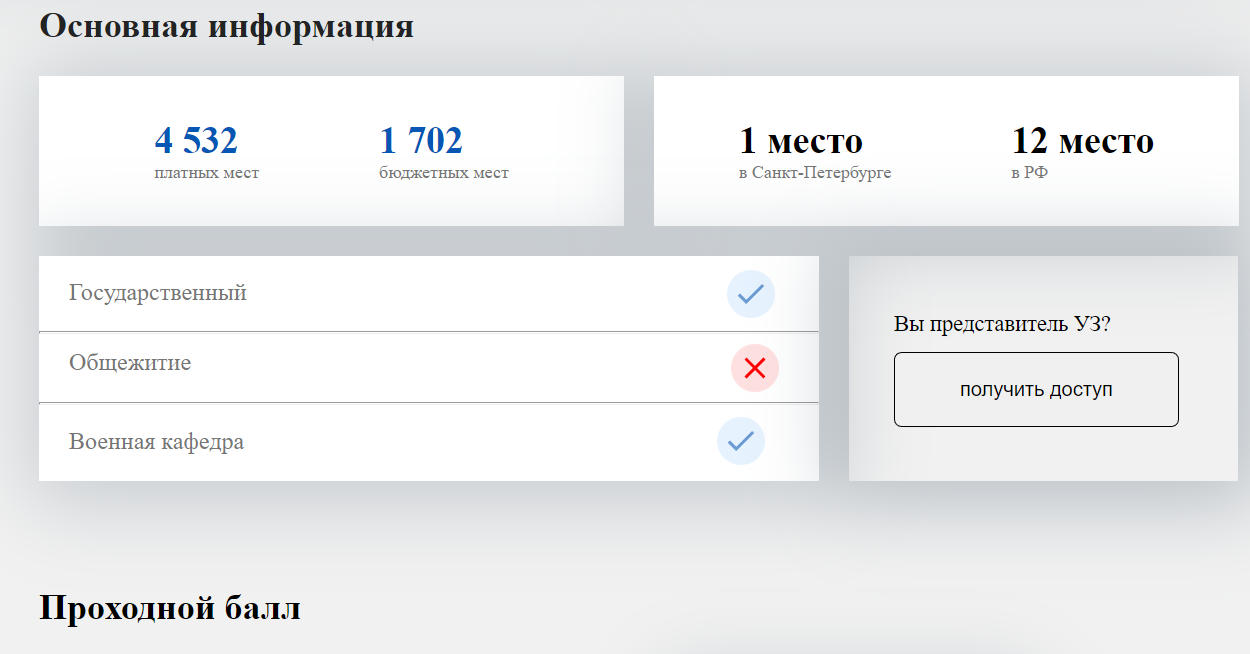 Основная информация
4 532
платных мест
1 702
бюджетных мест
1 место
в Санкт-Петербурге
12 место
в РФ
Государственный
Общежитие
Военная кафедра
Вы представитель УЗ?
получить доступ
Проходной балл